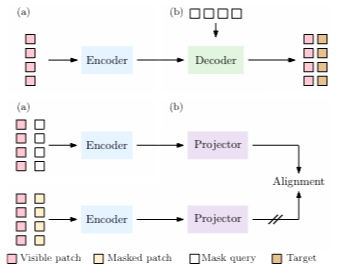 (a) (b)
Encoder Decoder
(a) (b)
Encoder Projector
Alignment
Encoder Projector
Visible patch Masked patch Mask query Target